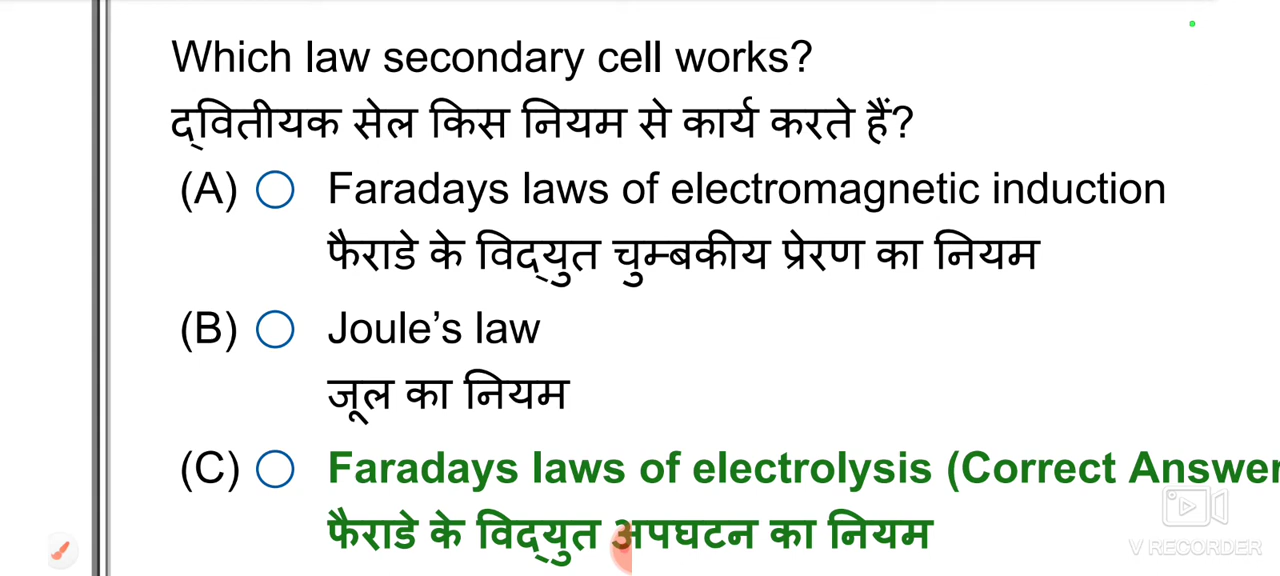 Which law secondary cell works?
द्वितीयक सेल किस नियम से कार्य करते हैं?
(A) Faradays laws of electromagnetic induction
फैराडे के विद्युत चुम्बकीय प्रेरण का नियम
(B) Joule’s law
जूल का नियम
(C) Faradays laws of electrolysis (Correct Answer
फैराडे के विद्युत अपघटन का नियम
V RECORDER